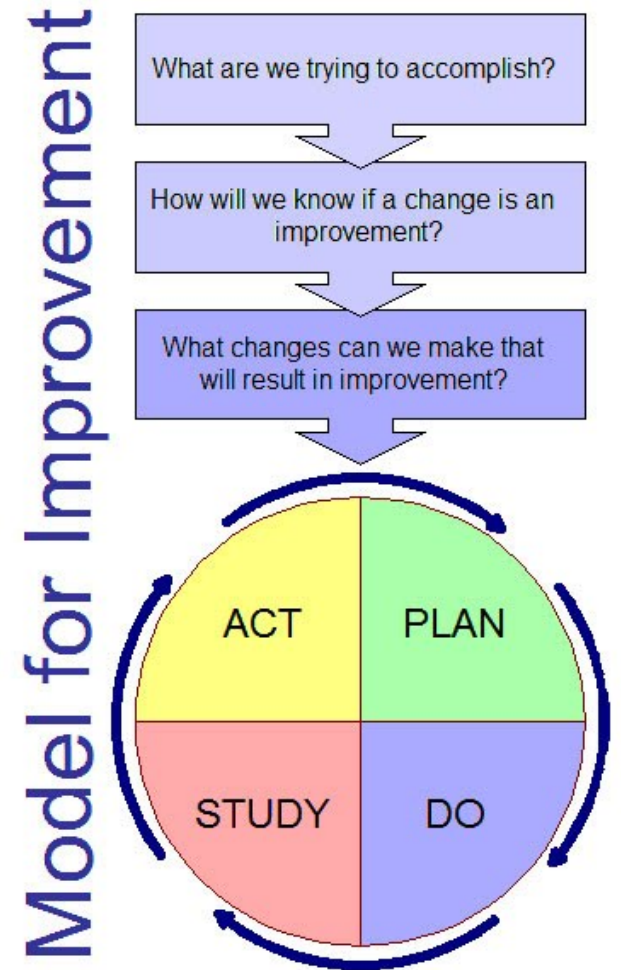 Model for Improvement
What are we trying to accomplish?
How will we know if a change is an
improvement?
What changes can we make that
will result in improvement?
ACT
PLAN
STUDY
DO